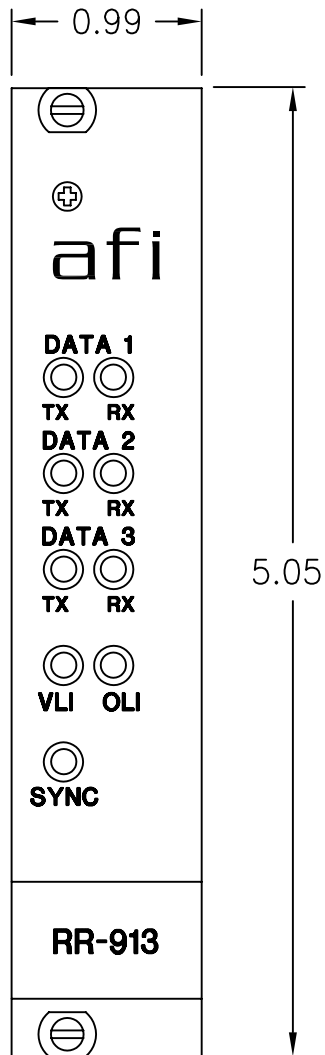 0.99
afi
DATA 1
TX RX
DATA 2
TX RX
DATA 3
TX RX
5.05
VLI OLI
SYNC
RR-913